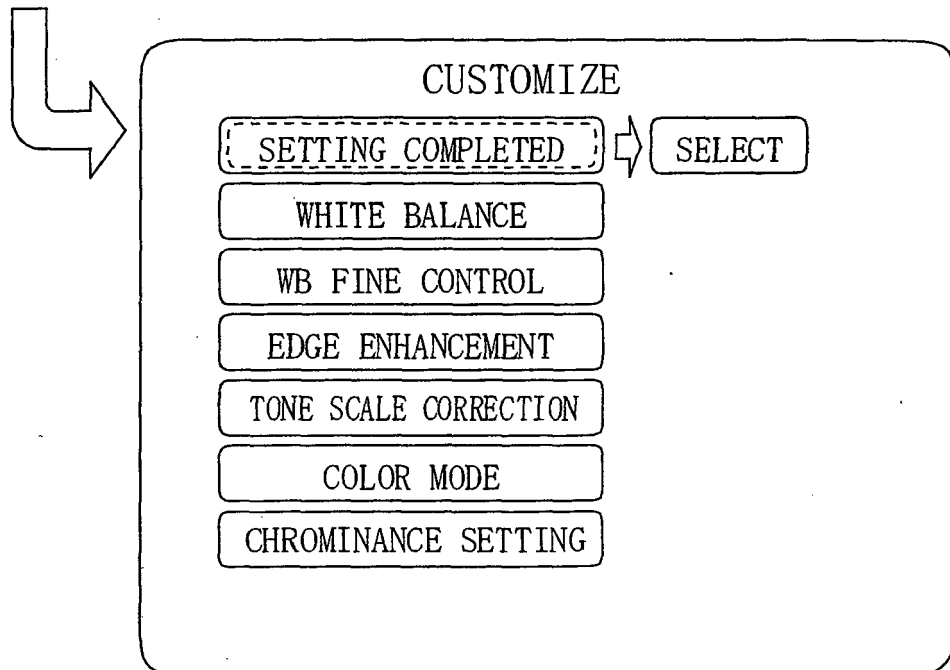 CUSTOMIZE
SETTING COMPLETED SELECT
WHITE BALANCE
WB FINE CONTROL
EDGE ENHANCEMENT
TONE SCALE CORRECTION
COLOR MODE
CHROMINANCE SETTING